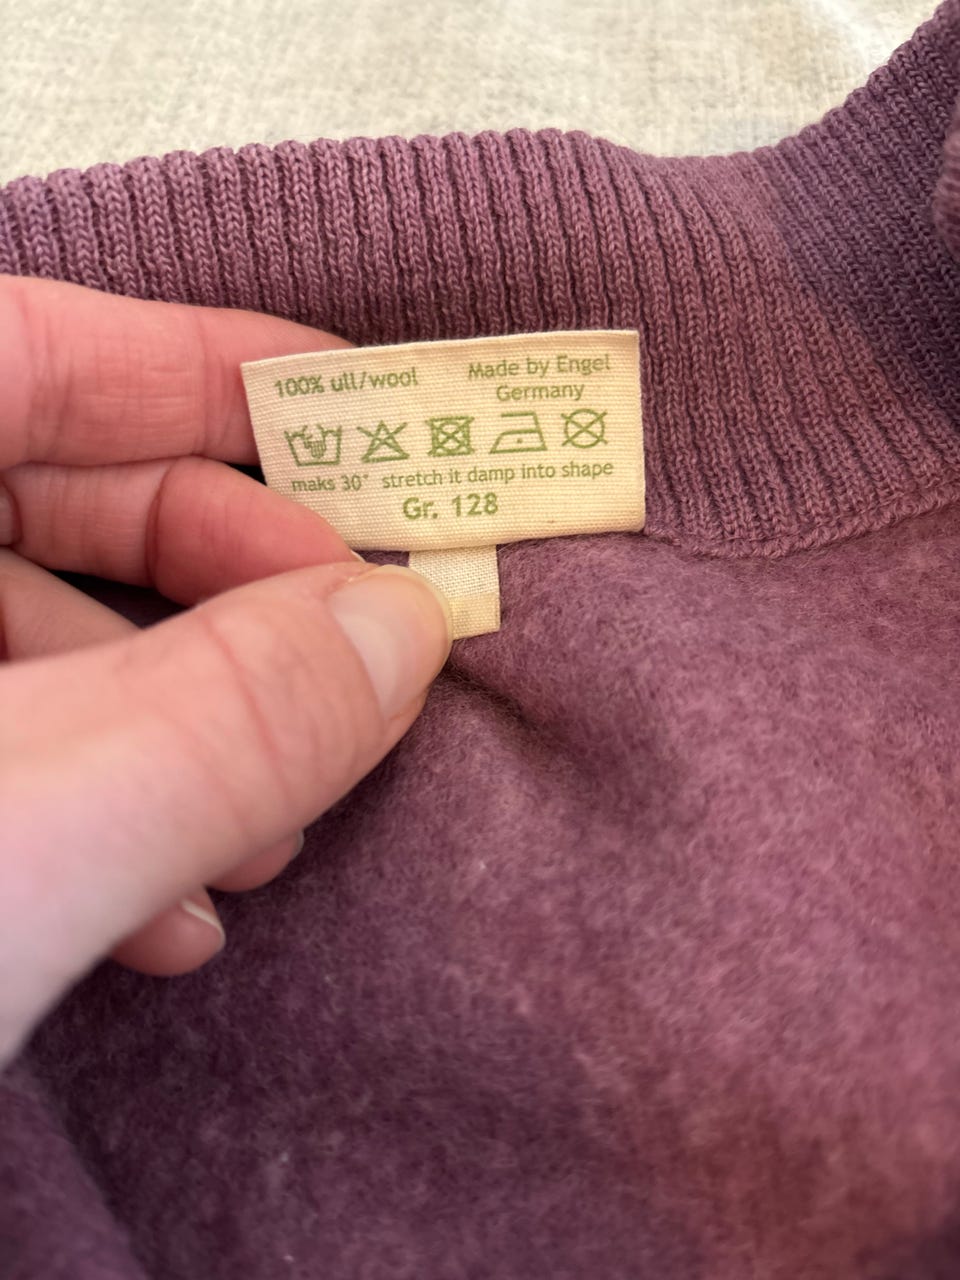 100% ull/wool
Made by Engel
Germany
maks 30° stretch it damp into shape
Gr. 128